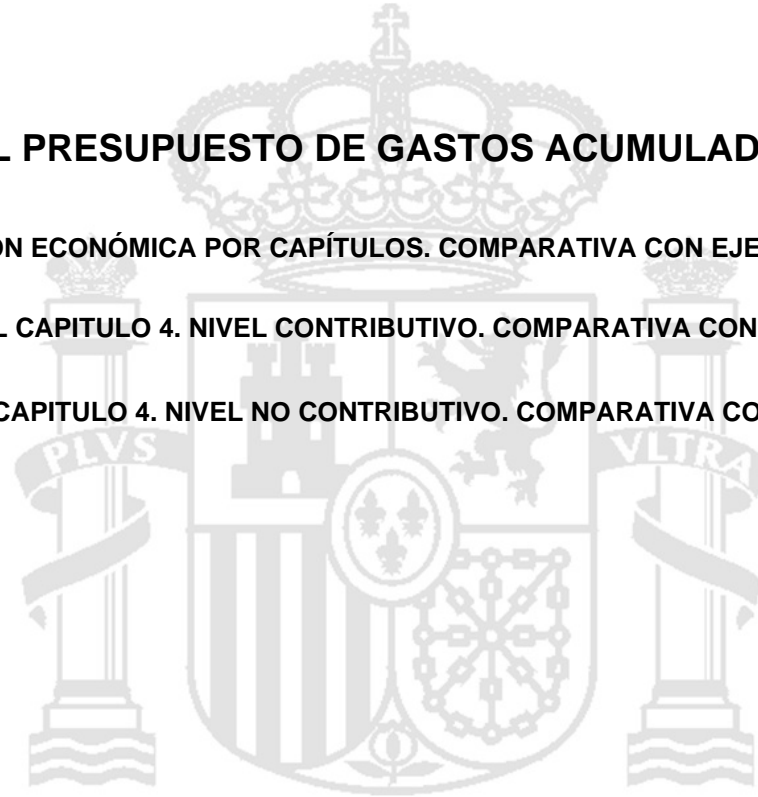 L PRESUPUESTO DE GASTOS ACUMULAD
ÓN ECONÓMICA POR CAPÍTULOS. COMPARATIVA CON EJE
L CAPITULO 4. NIVEL CONTRIBUTIVO. COMPARATIVA CON
CAPITULO 4. NIVEL NO CONTRIBUTIVO. COMPARATIVA CO
PLVS
VLTRA